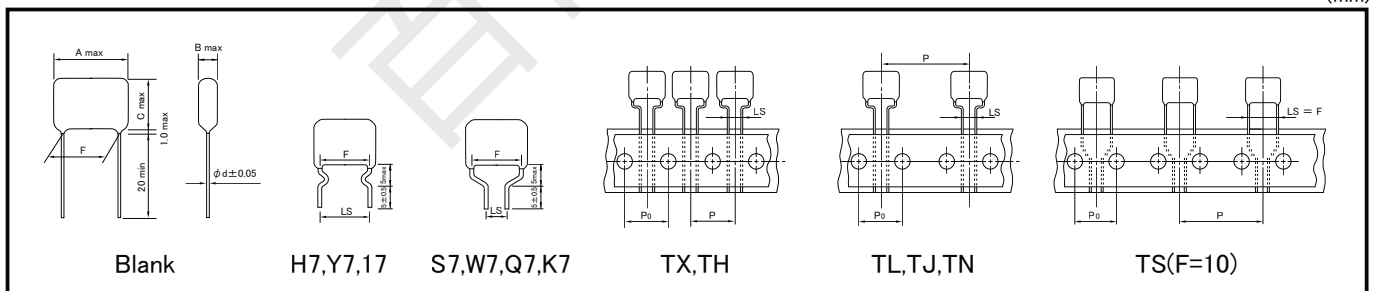 (mm)
A max
B max
C max
1.0 max
F
20 min
φd±0.05
Blank
F
5max
5±0.5
LS
H7,Y7,17
F
5max
5±0.5
LS
S7,W7,Q7,K7
LS
P0
P
TX,TH
P
LS
P0
TL,TJ,TN
LS = F
P0
P
TS(F=10)